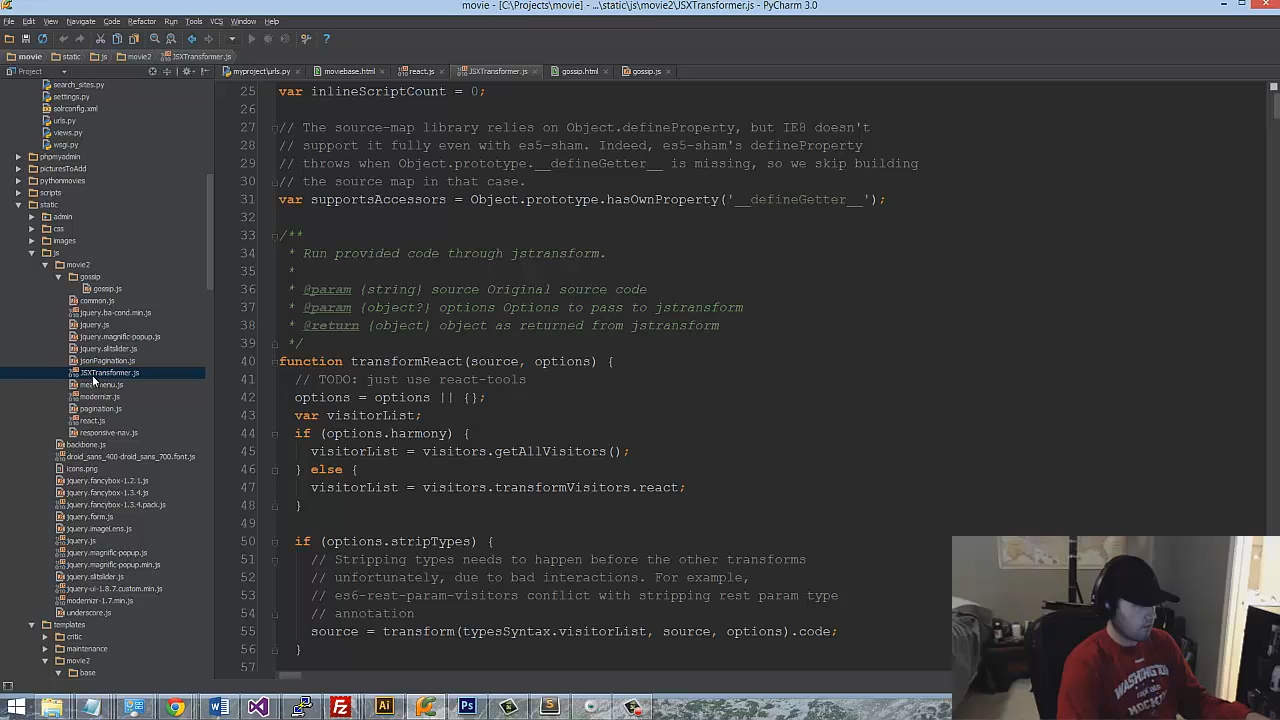 movie - [C:\Projects\movie] - ...\static\js\movie2\JSXTransformer.js - PyCharm 3.0
File Edit View Navigate Code Refactor Run Tools VCS Window Help
movie static js movie2 JSXTransformer.js
Project
myproject\urls.py moviebase.html react.js JSXTransformer.js gossip.html gossip.js
search_sites.py
settings.py
solrconfig.xml
urls.py
views.py
wsgi.py
phpmyadmin
picturesToAdd
pythonmovies
scripts
static
admin
css
images
js
movie2
gossip
gossip.js
common.js
jquery.ba-cond.min.js
jquery.js
jquery.magnific-popup.js
jquery.slitslider.js
jsonPagination.js
JSXTransformer.js
modernizr.js
pagination.js
react.js
responsive-nav.js
backbone.js
droid_sans_400-droid_sans_700.font.js
icons.png
jquery.fancybox-1.2.1.js
jquery.fancybox-1.3.4.js
jquery.fancybox-1.3.4.pack.js
jquery.form.js
jquery.imageLens.js
jquery.js
jquery.magnific-popup.js
jquery.magnific-popup.min.js
jquery.slitslider.js
jquery-ui-1.8.7.custom.min.js
modernizr-1.7.min.js
underscore.js
templates
critic
maintenance
movie2
base
25 var inlineScriptCount = 0;
26
27 // The source-map library relies on Object.defineProperty, but IE8 doesn't
28 // support it fully even with es5-sham. Indeed, es5-sham's defineProperty
29 // throws when Object.prototype.__defineGetter__ is missing, so we skip building
30 // the source map in that case.
31 var supportsAccessors = Object.prototype.hasOwnProperty('__defineGetter__');
32
33 /**
34 * Run provided code through jstransform.
35 *
36 * @param {string} source Original source code
37 * @param {object?} options Options to pass to jstransform
38 * @return {object} object as returned from jstransform
39 */
40 function transformReact(source, options) {
41 // TODO: just use react-tools
42 options = options || {};
43 var visitorList;
44 if (options.harmony) {
45 visitorList = visitors.getAllVisitors();
46 } else {
47 visitorList = visitors.transformVisitors.react;
48 }
49
50 if (options.stripTypes) {
51 // Stripping types needs to happen before the other transforms
52 // unfortunately, due to bad interactions. For example,
53 // es6-rest-param-visitors conflict with stripping rest param type
54 // annotation
55 source = transform(typesSyntax.visitorList, source, options).code;
56 }
57
WASHINGTON